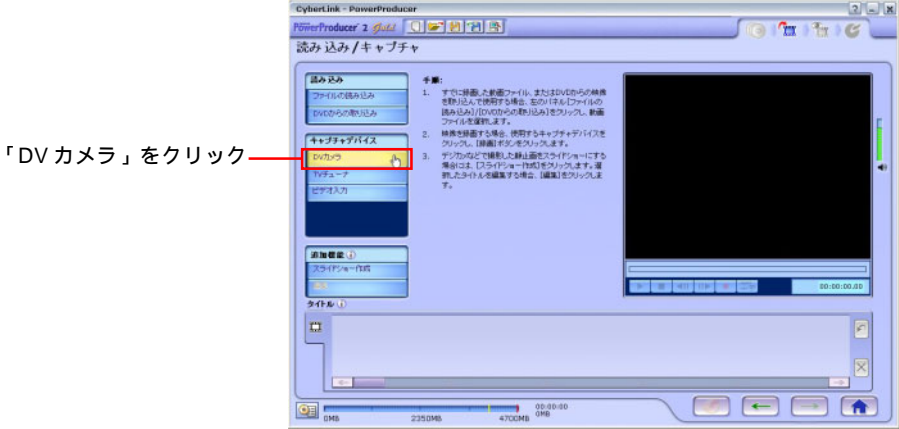 CyberLink - PowerProducer
PowerProducer 2 Gold
読み込み/キャプチャ
読み込み
ファイルの読み込み
DVDからの取り込み
キャプチャデバイス
「DV カメラ」をクリック
DVカメラ
TVチューナ
ビデオ入力
追加機能
スライドショー作成
手順:
1. すでに録画した動画ファイル、またはDVDからの映像
を取り込んで使用する場合、左のパネル[ファイルの
読み込み]/[DVDからの取り込み]をクリックし、動画
ファイルを選択します。
2. 映像を録画する場合、使用するキャプチャデバイスを
クリックし、[録画]ボタンをクリックします。
3. デジカメなどで撮影した静止画をスライドショーにする
場合には、[スライドショー作成]をクリックします。選
択したタイトルを編集する場合、[編集]をクリックしま
す。
00:00:00.00
タイトル
0MB
2350MB
4700MB
00:00:00
0MB